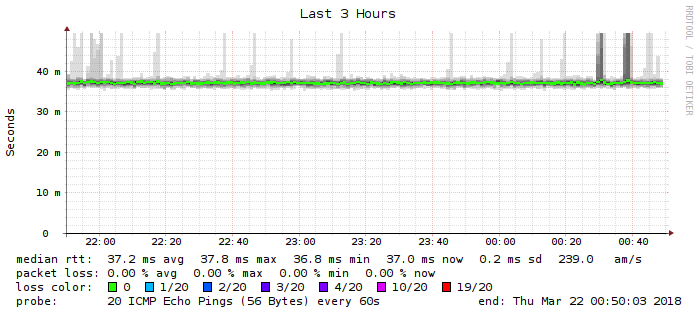 Last 3 Hours
RRDTOOL / TOBI OETIKER
Seconds
40 m
30 m
20 m
10 m
0
22:00 22:20 22:40 23:00 23:20 23:40 00:00 00:20 00:40
median rtt: 37.2 ms avg 37.8 ms max 36.8 ms min 37.0 ms now 0.2 ms sd 239.0 am/s
packet loss: 0.00 % avg 0.00 % max 0.00 % min 0.00 % now
loss color: 0 1/20 2/20 3/20 4/20 10/20 19/20
probe: 20 ICMP Echo Pings (56 Bytes) every 60s end: Thu Mar 22 00:50:03 2018